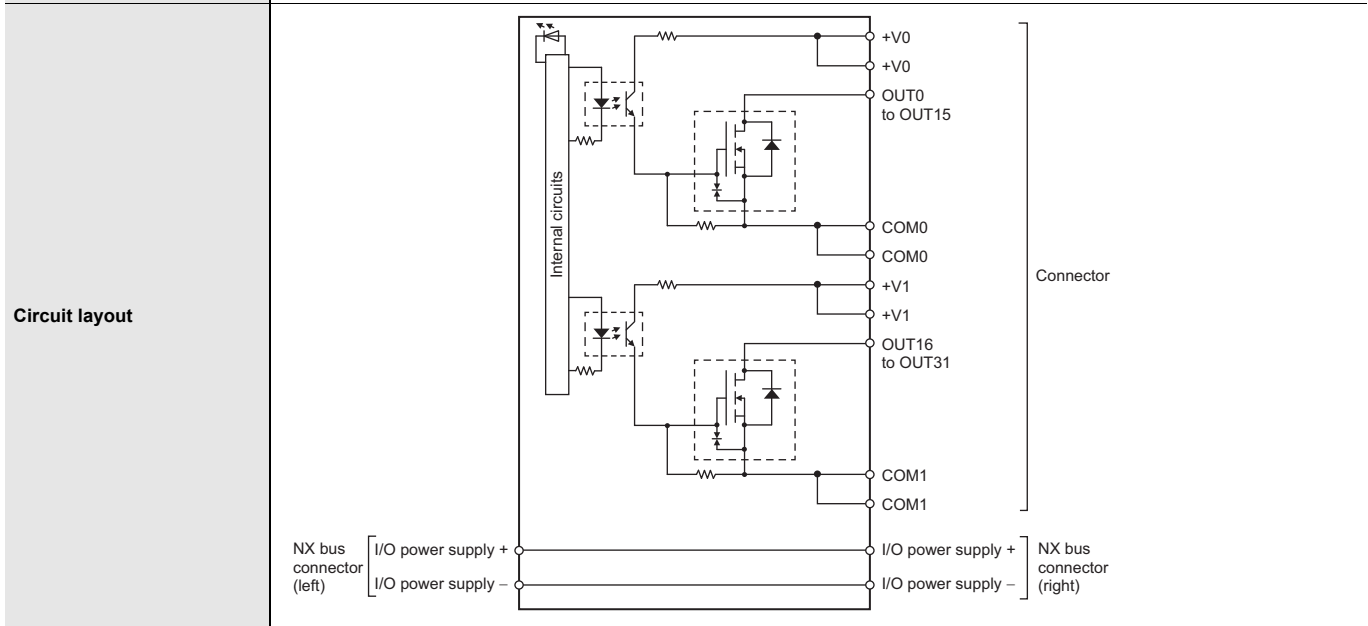 Circuit layout
Internal circuits
+V0
+V0
OUT0
to OUT15
COM0
COM0
+V1
+V1
OUT16
to OUT31
COM1
COM1
Connector
NX bus
connector
(left)
I/O power supply +
I/O power supply −
I/O power supply +
I/O power supply −
NX bus
connector
(right)